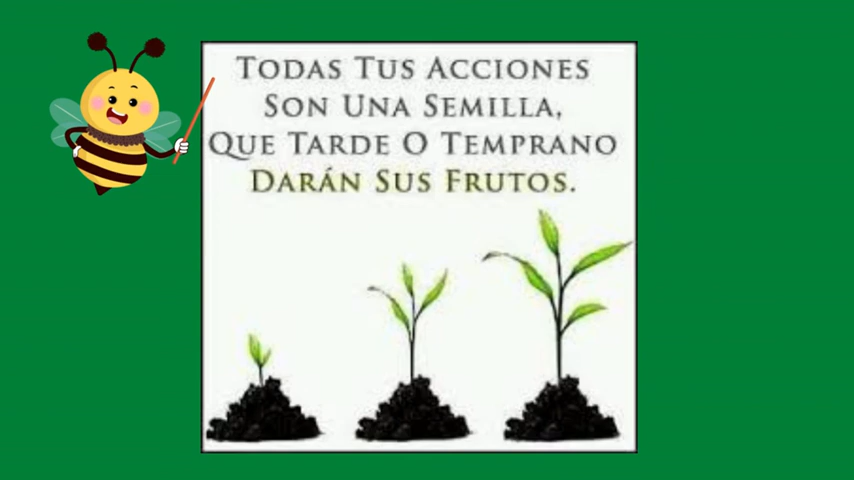 Todas Tus Acciones
Son Una Semilla,
Que Tarde O Temprano
Darán Sus Frutos.